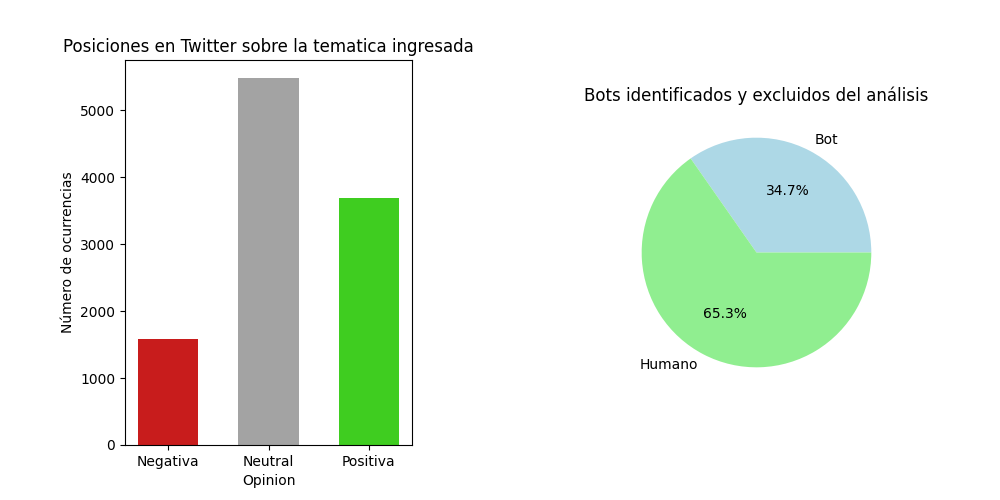 Posiciones en Twitter sobre la tematica ingresada
Número de ocurrencias
5000
4000
3000
2000
1000
0
Negativa
Neutral
Positiva
Opinion
Bots identificados y excluidos del análisis
Bot
34.7%
65.3%
Humano